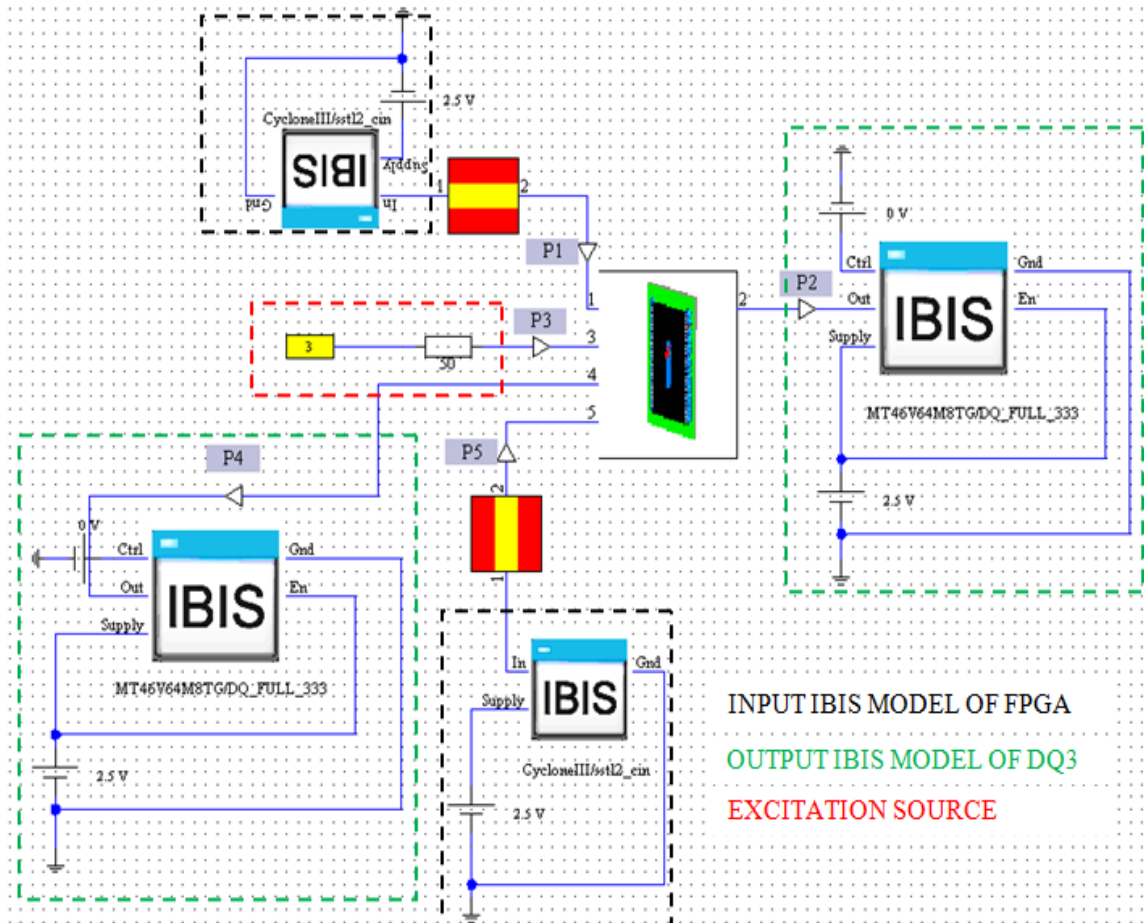 2.5 V
CycloneIII/sstl2_cin
IBIS
Supply
Gnd
In
1
2
P1
1
2
P2
3
50
P3
3
4
5
P4
P5
0 V
Ctrl
Out
Supply
Gnd
En
IBIS
MT46V64M8TG/DQ_FULL_333
2.5 V
0 V
Ctrl
Out
Supply
Gnd
En
IBIS
MT46V64M8TG/DQ_FULL_333
2.5 V
2
1
In
Supply
Gnd
IBIS
CycloneIII/sstl2_cin
2.5 V
INPUT IBIS MODEL OF FPGA
OUTPUT IBIS MODEL OF DQ3
EXCITATION SOURCE